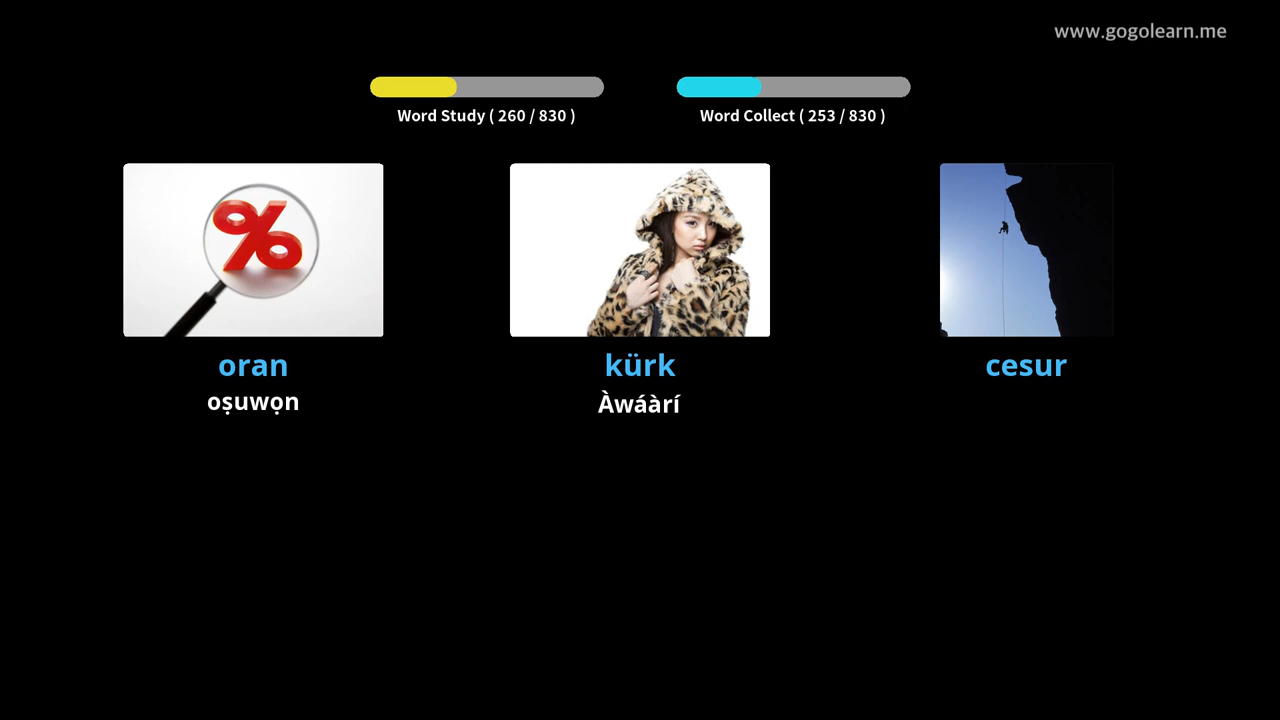 www.gogolearn.me
Word Study ( 260 / 830 )
Word Collect ( 253 / 830 )
%
oran
oṣuwọn
kürk
Àwáàrí
cesur